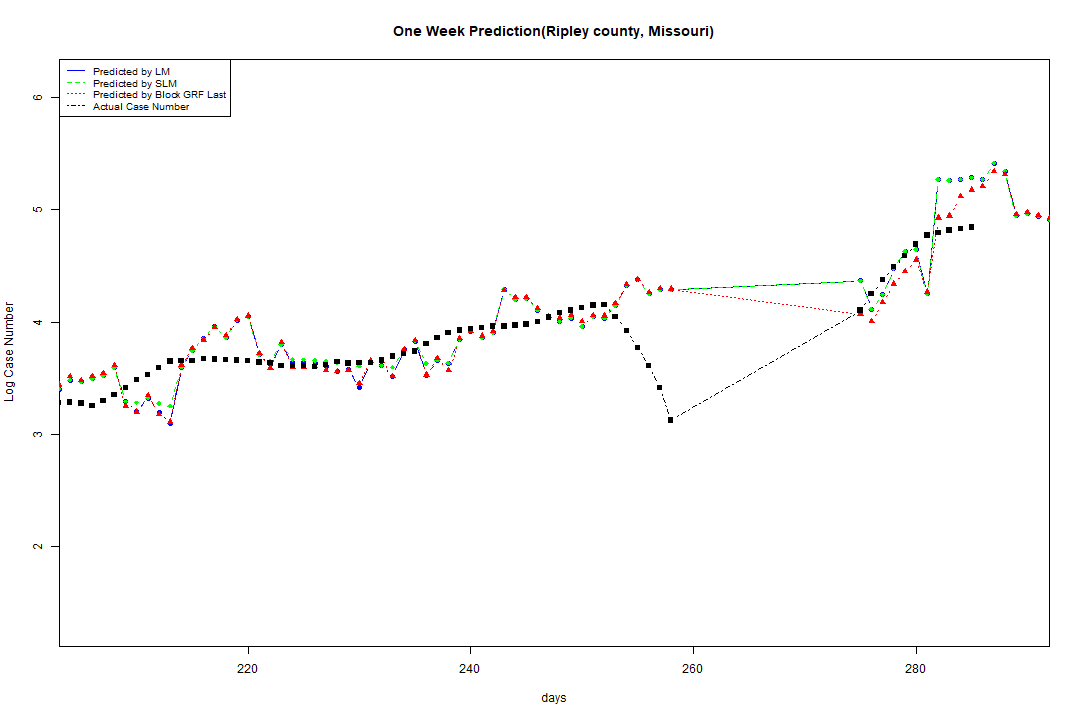 One Week Prediction(Ripley county, Missouri)
Predicted by LM
Predicted by SLM
Predicted by Block GRF Last
Actual Case Number
6
5
4
3
2
Log Case Number
220
240
260
280
days